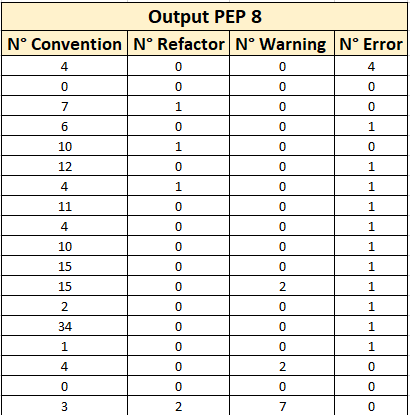 Output PEP 8
N° Convention N° Refactor N° Warning N° Error
4 0 0 4
0 0 0 0
7 1 0 0
6 0 0 1
10 1 0 0
12 0 0 1
4 1 0 1
11 0 0 1
4 0 0 1
10 0 0 1
15 0 0 1
15 0 2 1
2 0 0 1
34 0 0 1
1 0 0 1
4 0 2 0
0 0 0 0
3 2 7 0